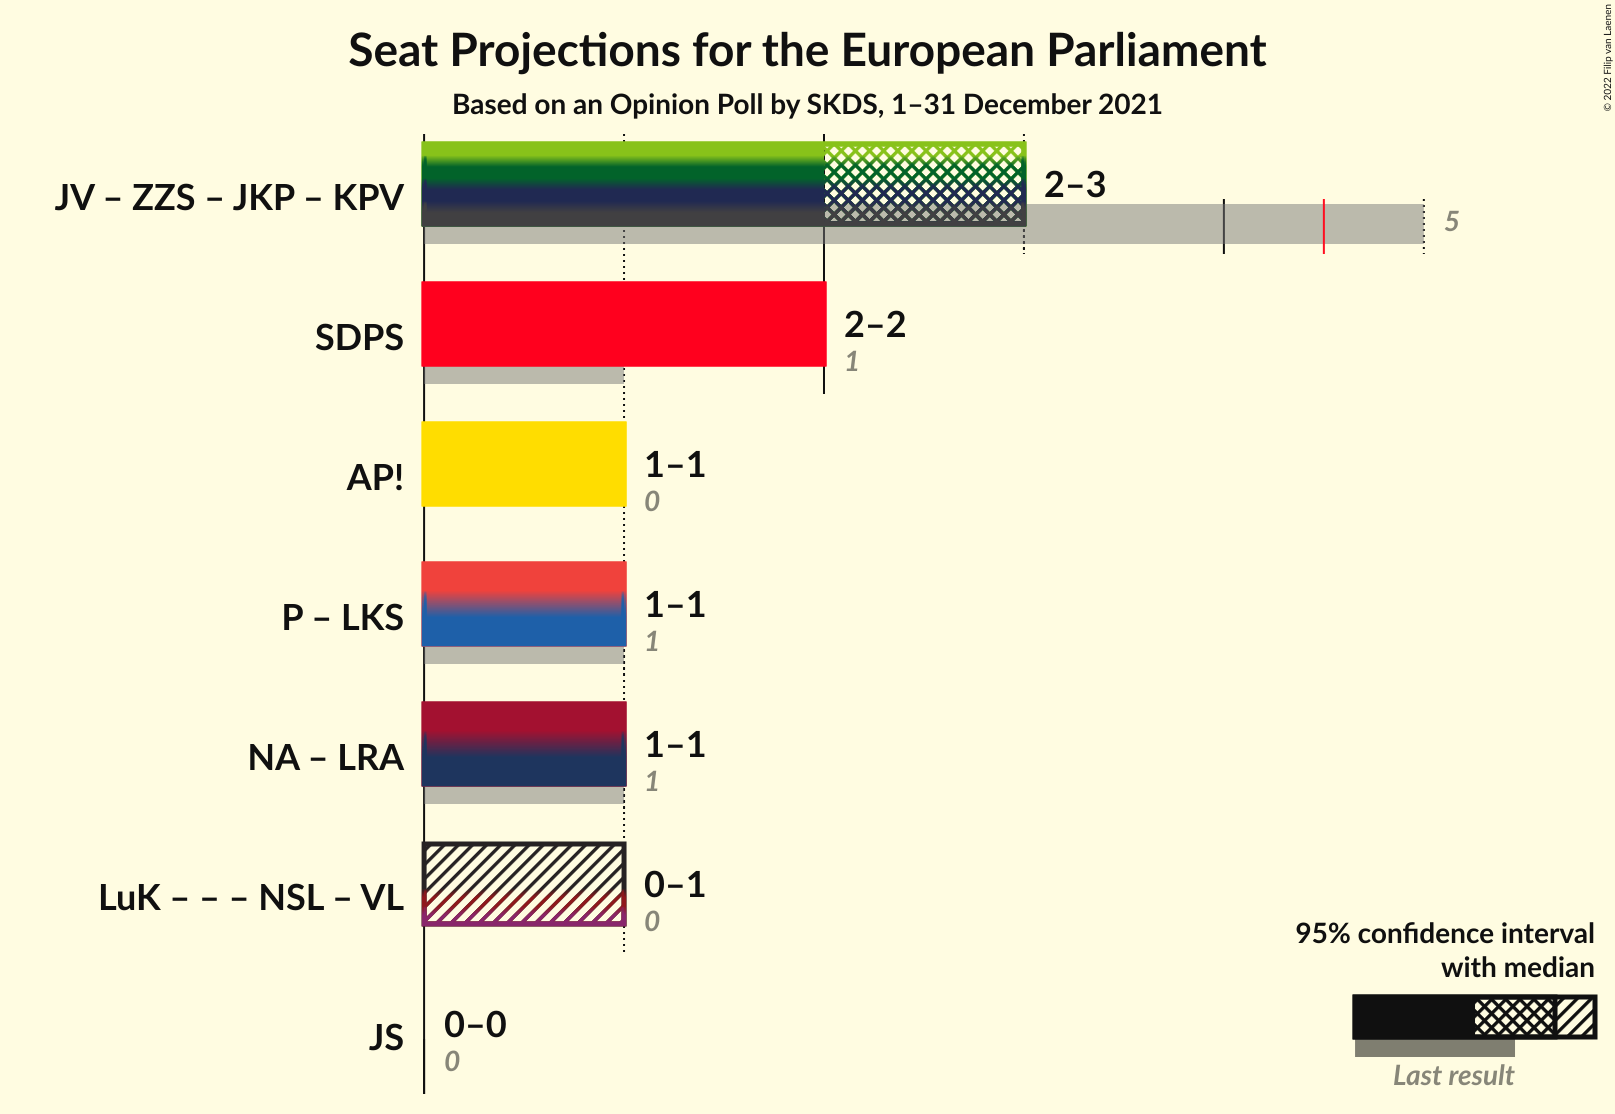 Seat Projections for the European Parliament
Based on an Opinion Poll by SKDS, 1–31 December 2021
© 2022 Filip van Laenen
JV – ZZS – JKP – KPV
2–3
5
SDPS
2–2
1
AP!
1–1
0
P – LKS
1–1
1
NA – LRA
1–1
1
LuK – – – NSL – VL
0–1
0
JS
0–0
0
95% confidence interval
with median
Last result